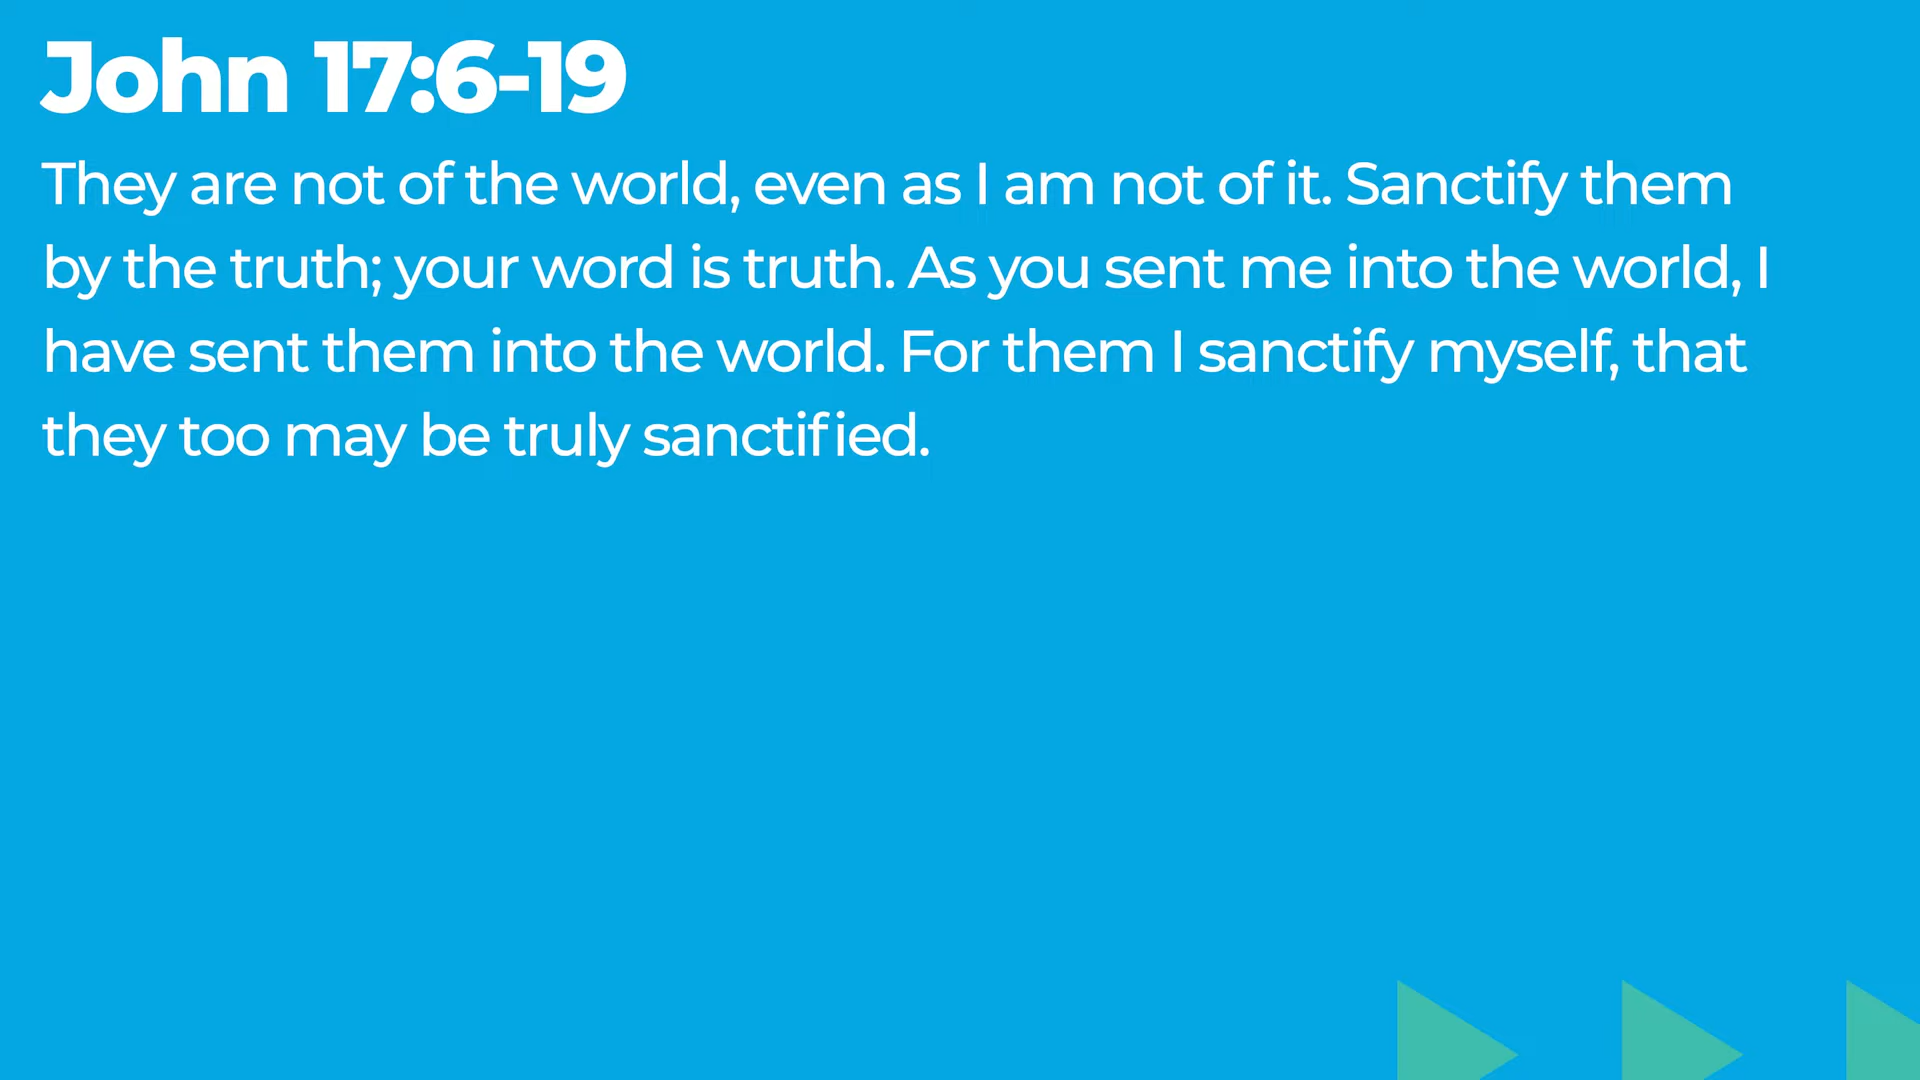 John 17:6-19
They are not of the world, even as I am not of it. Sanctify them
by the truth; your word is truth. As you sent me into the world, I
have sent them into the world. For them I sanctify myself, that
they too may be truly sanctified.